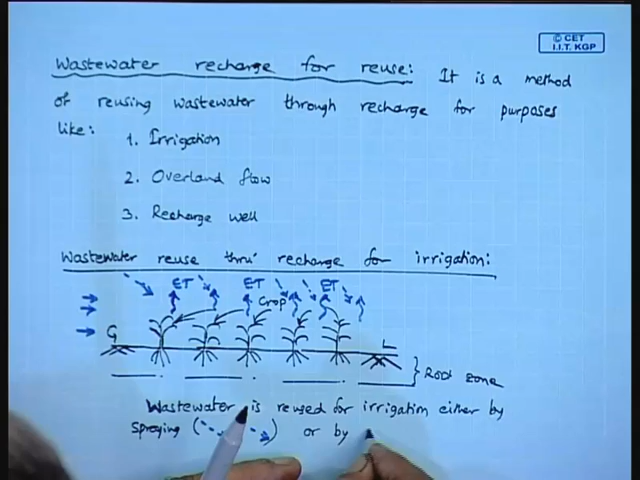 © CET
I.I.T. KGP
Wastewater recharge for reuse: It is a method
of reusing wastewater through recharge for purposes
like: 1. Irrigation
2. Overland flow
3. Recharge well
Wastewater reuse thru' recharge for irrigation:
ET ET ET
Crop
G L
Root zone
Wastewater is reused for irrigation either by
spraying ( ) or by